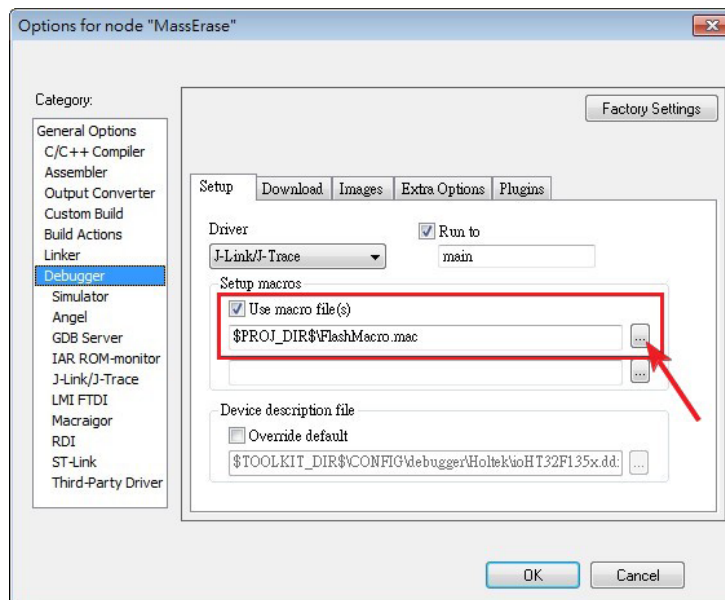 Options for node "MassErase"
Category:
Factory Settings
General Options
C/C++ Compiler
Assembler
Output Converter
Custom Build
Build Actions
Linker
Debugger
Simulator
Angel
GDB Server
IAR ROM-monitor
J-Link/J-Trace
LMI FTDI
Macraigor
RDI
ST-Link
Third-Party Driver
Setup Download Images Extra Options Plugins
Driver
Run to
J-Link/J-Trace
main
Setup macros
Use macro file(s)
$PROJ_DIR$\FlashMacro.mac
...
...
Device description file
Override default
$TOOLKIT_DIR$\CONFIG\debugger\Holtek\ioHT32F135x.dd
...
OK Cancel